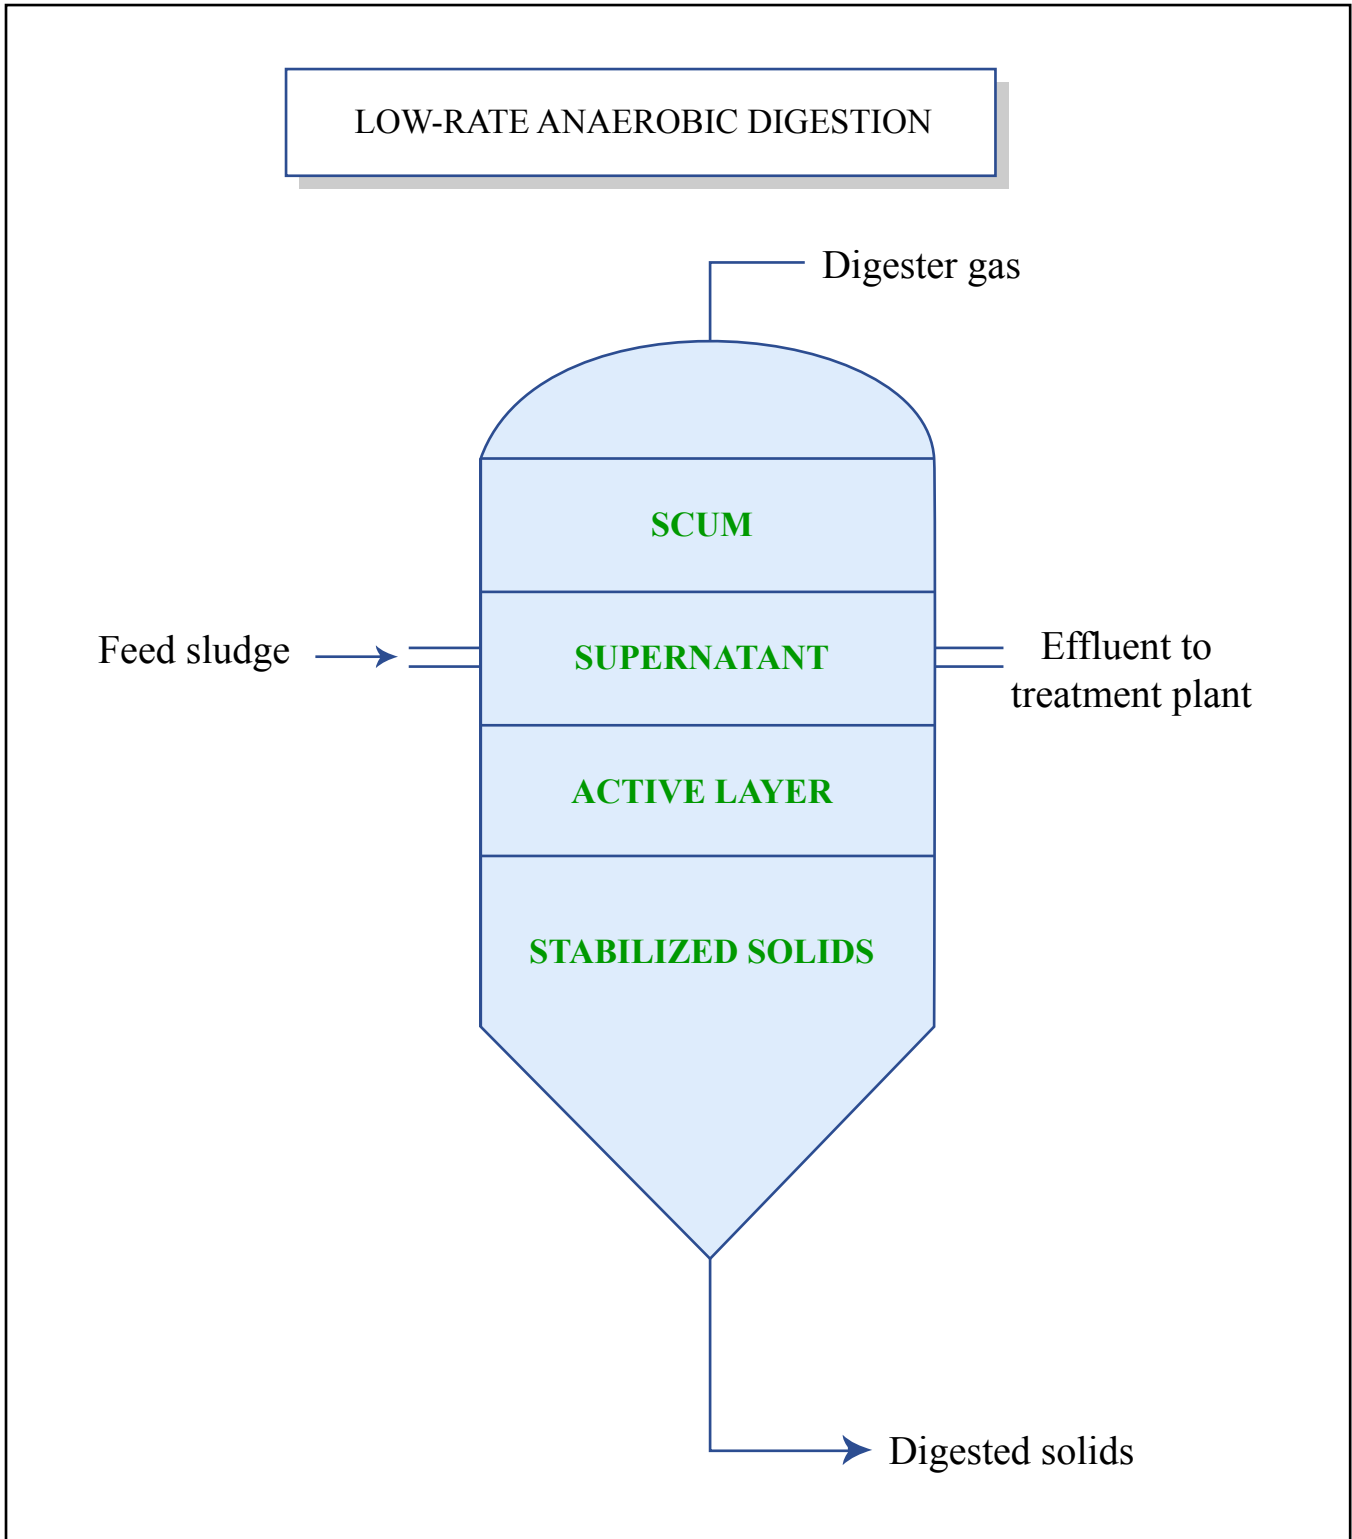 LOW-RATE ANAEROBIC DIGESTION
Digester gas
SCUM
Feed sludge
SUPERNATANT
Effluent to
treatment plant
ACTIVE LAYER
STABILIZED SOLIDS
Digested solids